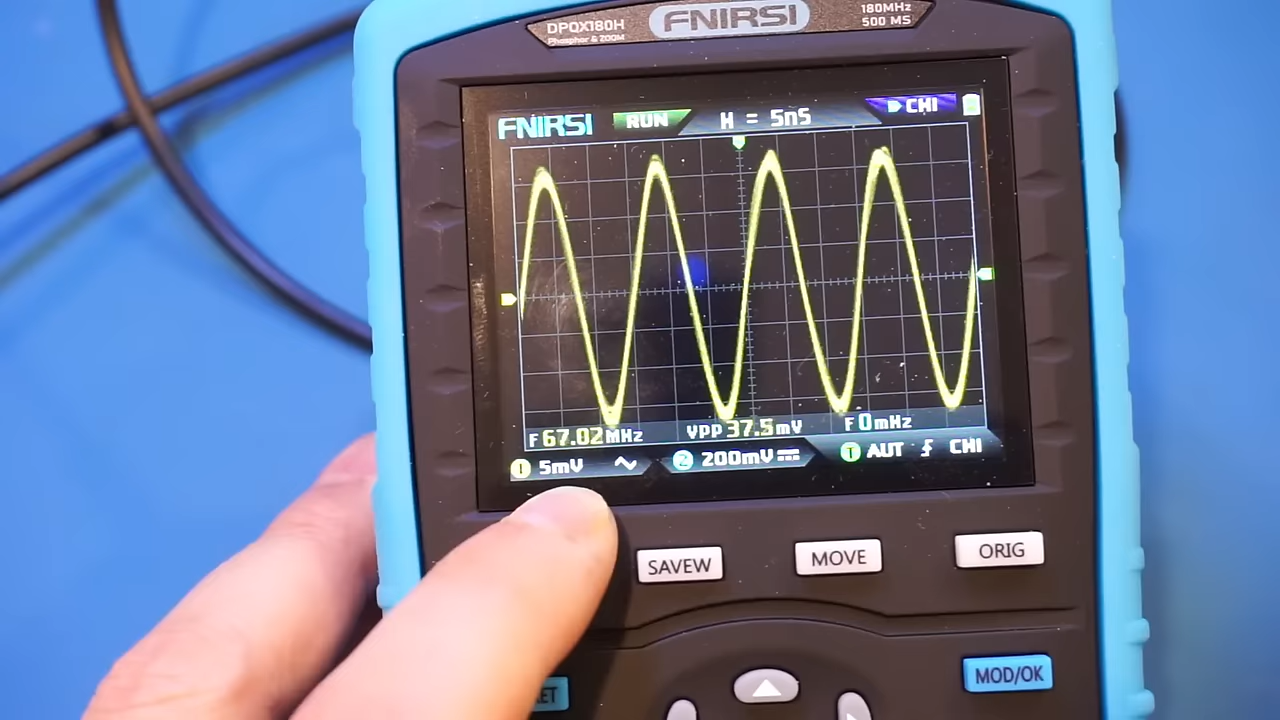 DPOX180H
Phosphor & ZOOM
FNIRSI
180MHz
500 MS
FNIRSI RUN H = 5nS CH1
F 67.02MHz VPP 37.5mV F 0mHz
1 5mV 2 200mV 1 AUT CH1
SAVEW MOVE ORIG
MOD/OK